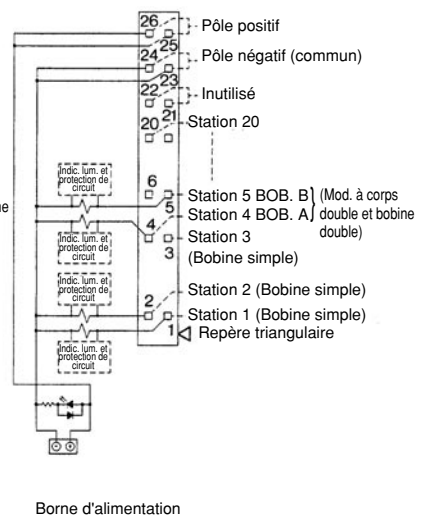 26
Pôle positif
25
24
Pôle négatif (commun)
23
22
Inutilisé
21
20
Station 20
Indic. lum. et
protection de
circuit
6
5
Station 5 BOB. B
Station 4 BOB. A
(Mod. à corps
double et bobine
double)
ne
4
Indic. lum. et
protection de
circuit
3
Station 3
(Bobine simple)
Indic. lum. et
protection de
circuit
2
Station 2 (Bobine simple)
Station 1 (Bobine simple)
1
Repère triangulaire
Indic. lum. et
protection de
circuit
Borne d'alimentation